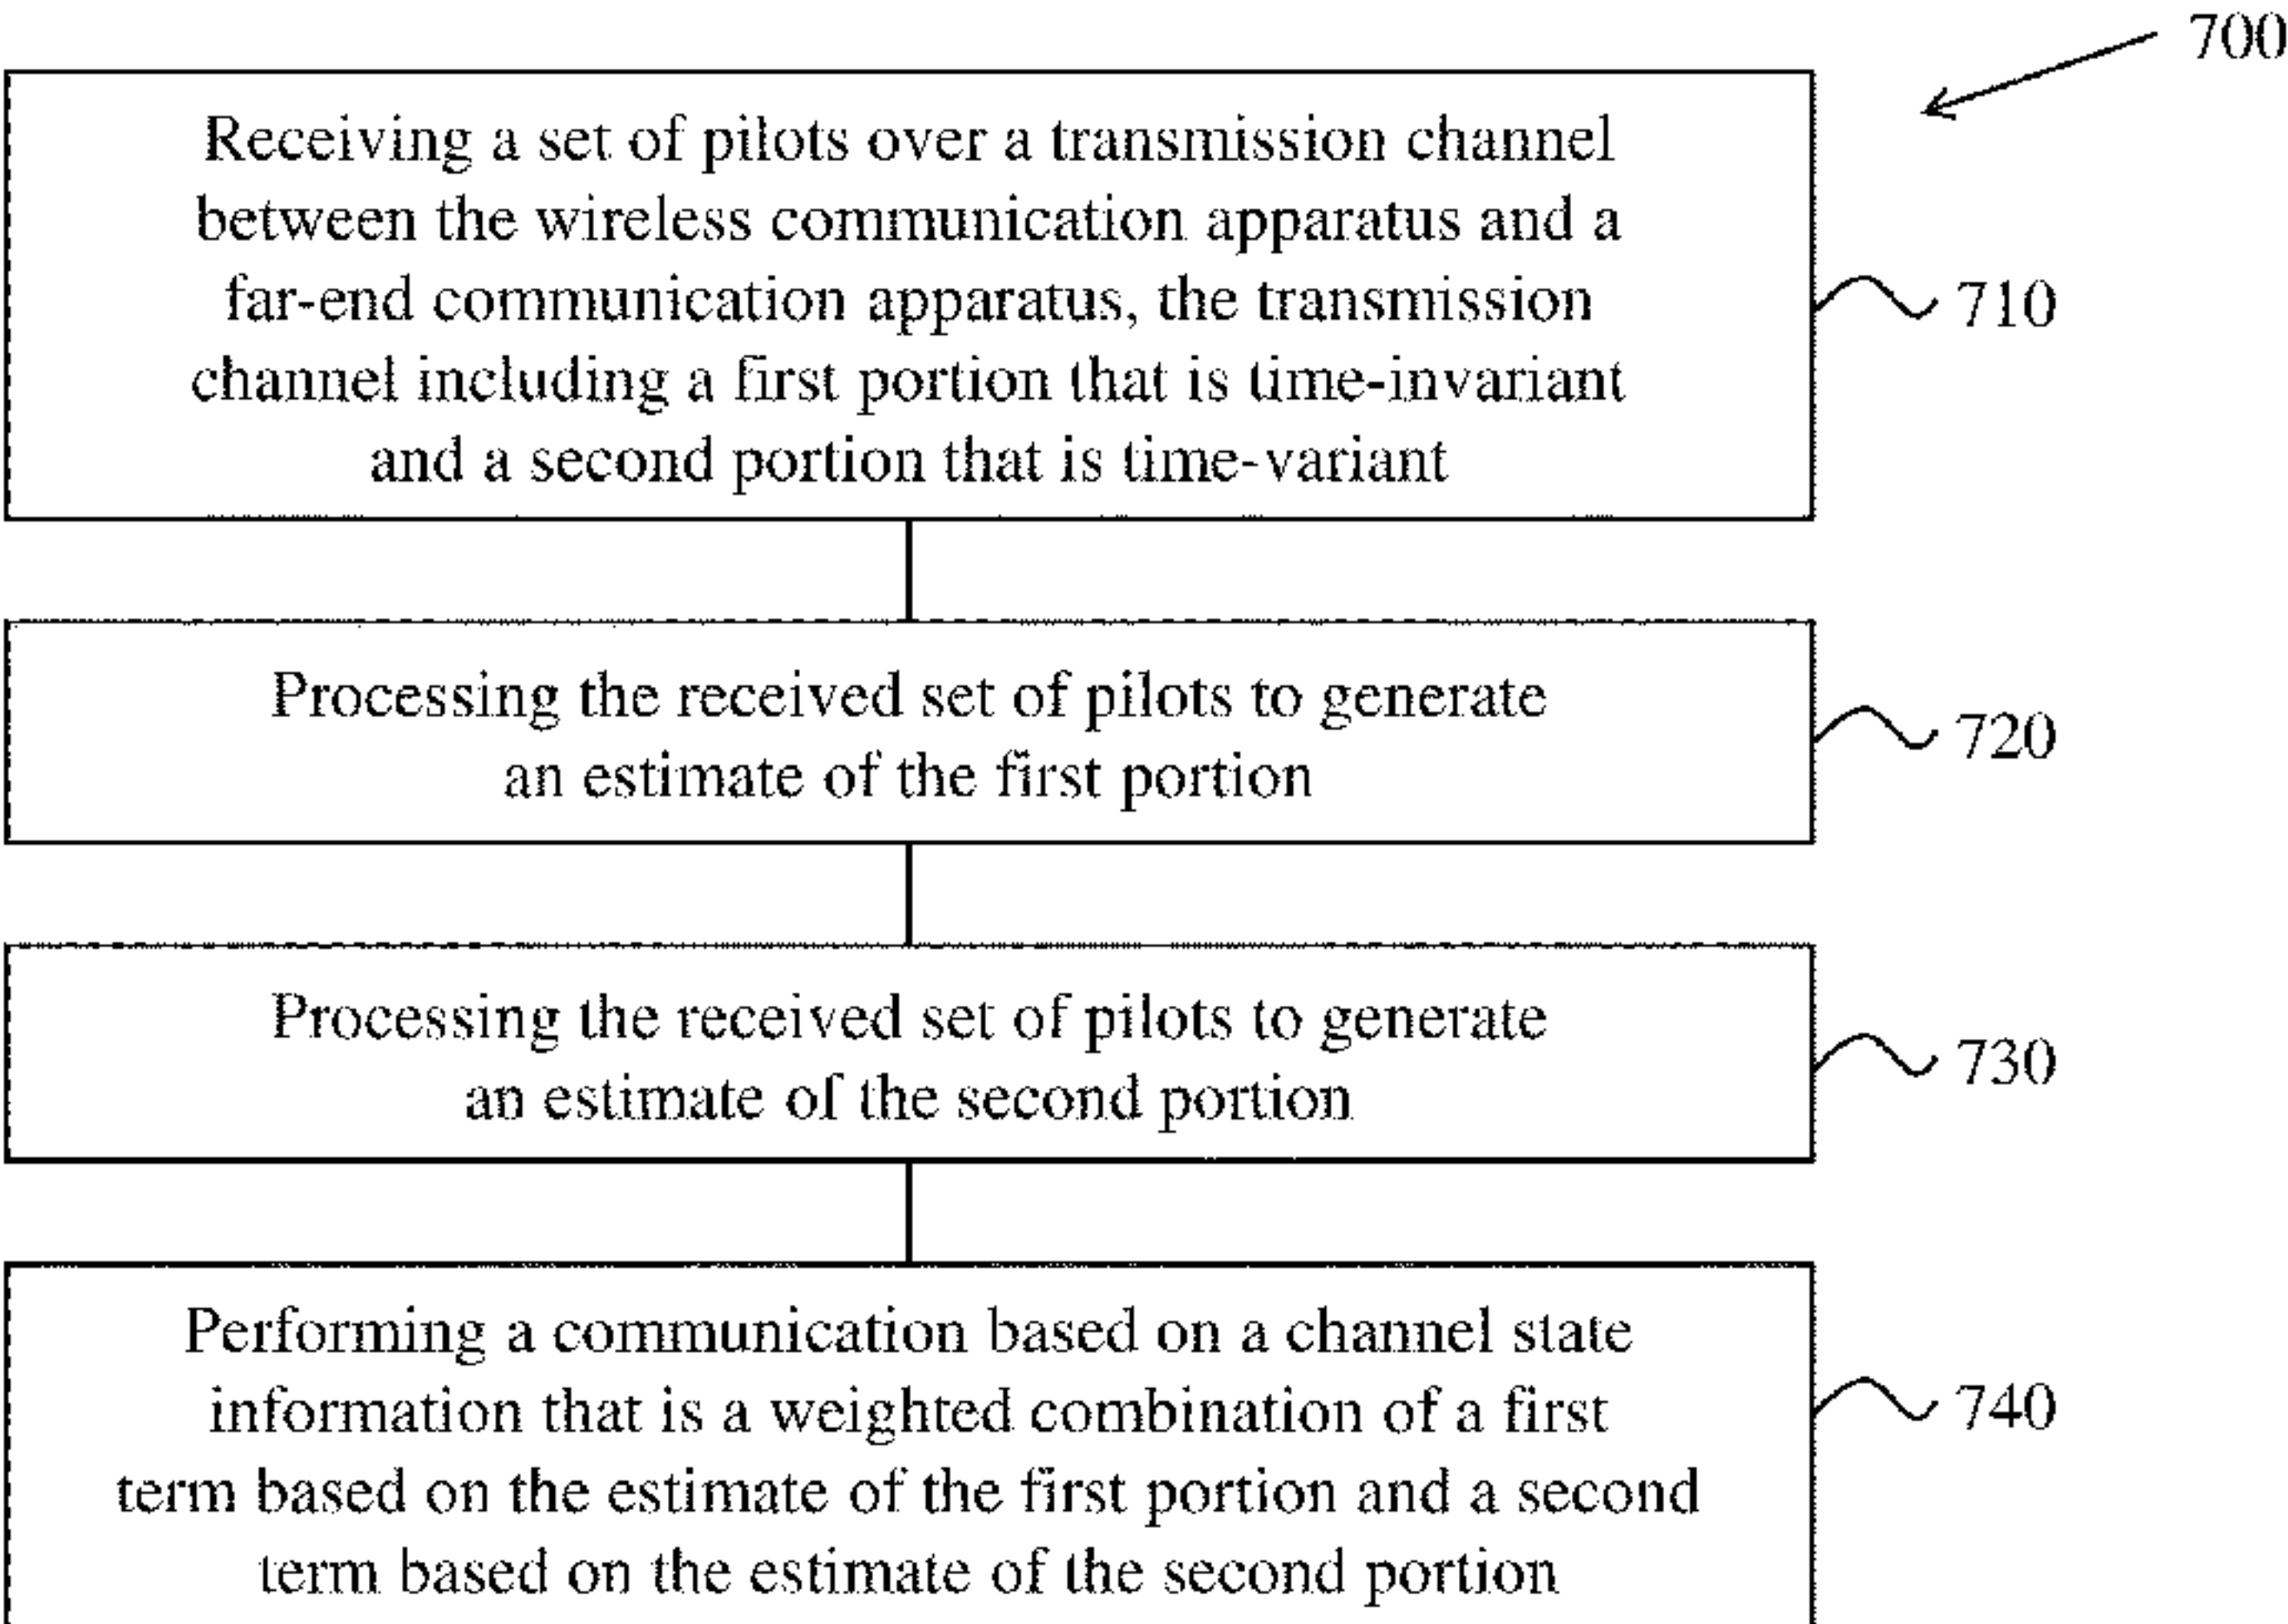 700
Receiving a set of pilots over a transmission channel
between the wireless communication apparatus and a
far-end communication apparatus, the transmission
channel including a first portion that is time-invariant
and a second portion that is time-variant
710
Processing the received set of pilots to generate
an estimate of the first portion
720
Processing the received set of pilots to generate
an estimate of the second portion
730
Performing a communication based on a channel state
information that is a weighted combination of a first
term based on the estimate of the first portion and a second
term based on the estimate of the second portion
740